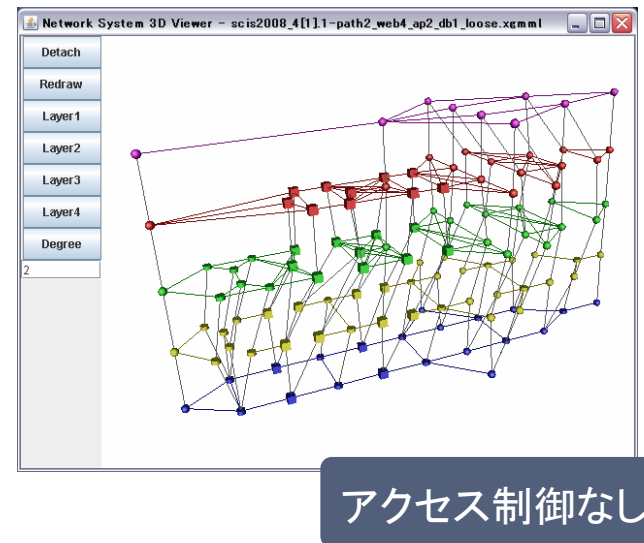 Network System 3D Viewer - scis2008_4[1].1-path2_web4_ap2_db1_loose.xgmml
Detach
Redraw
Layer1
Layer2
Layer3
Layer4
Degree
2
アクセス制御なし